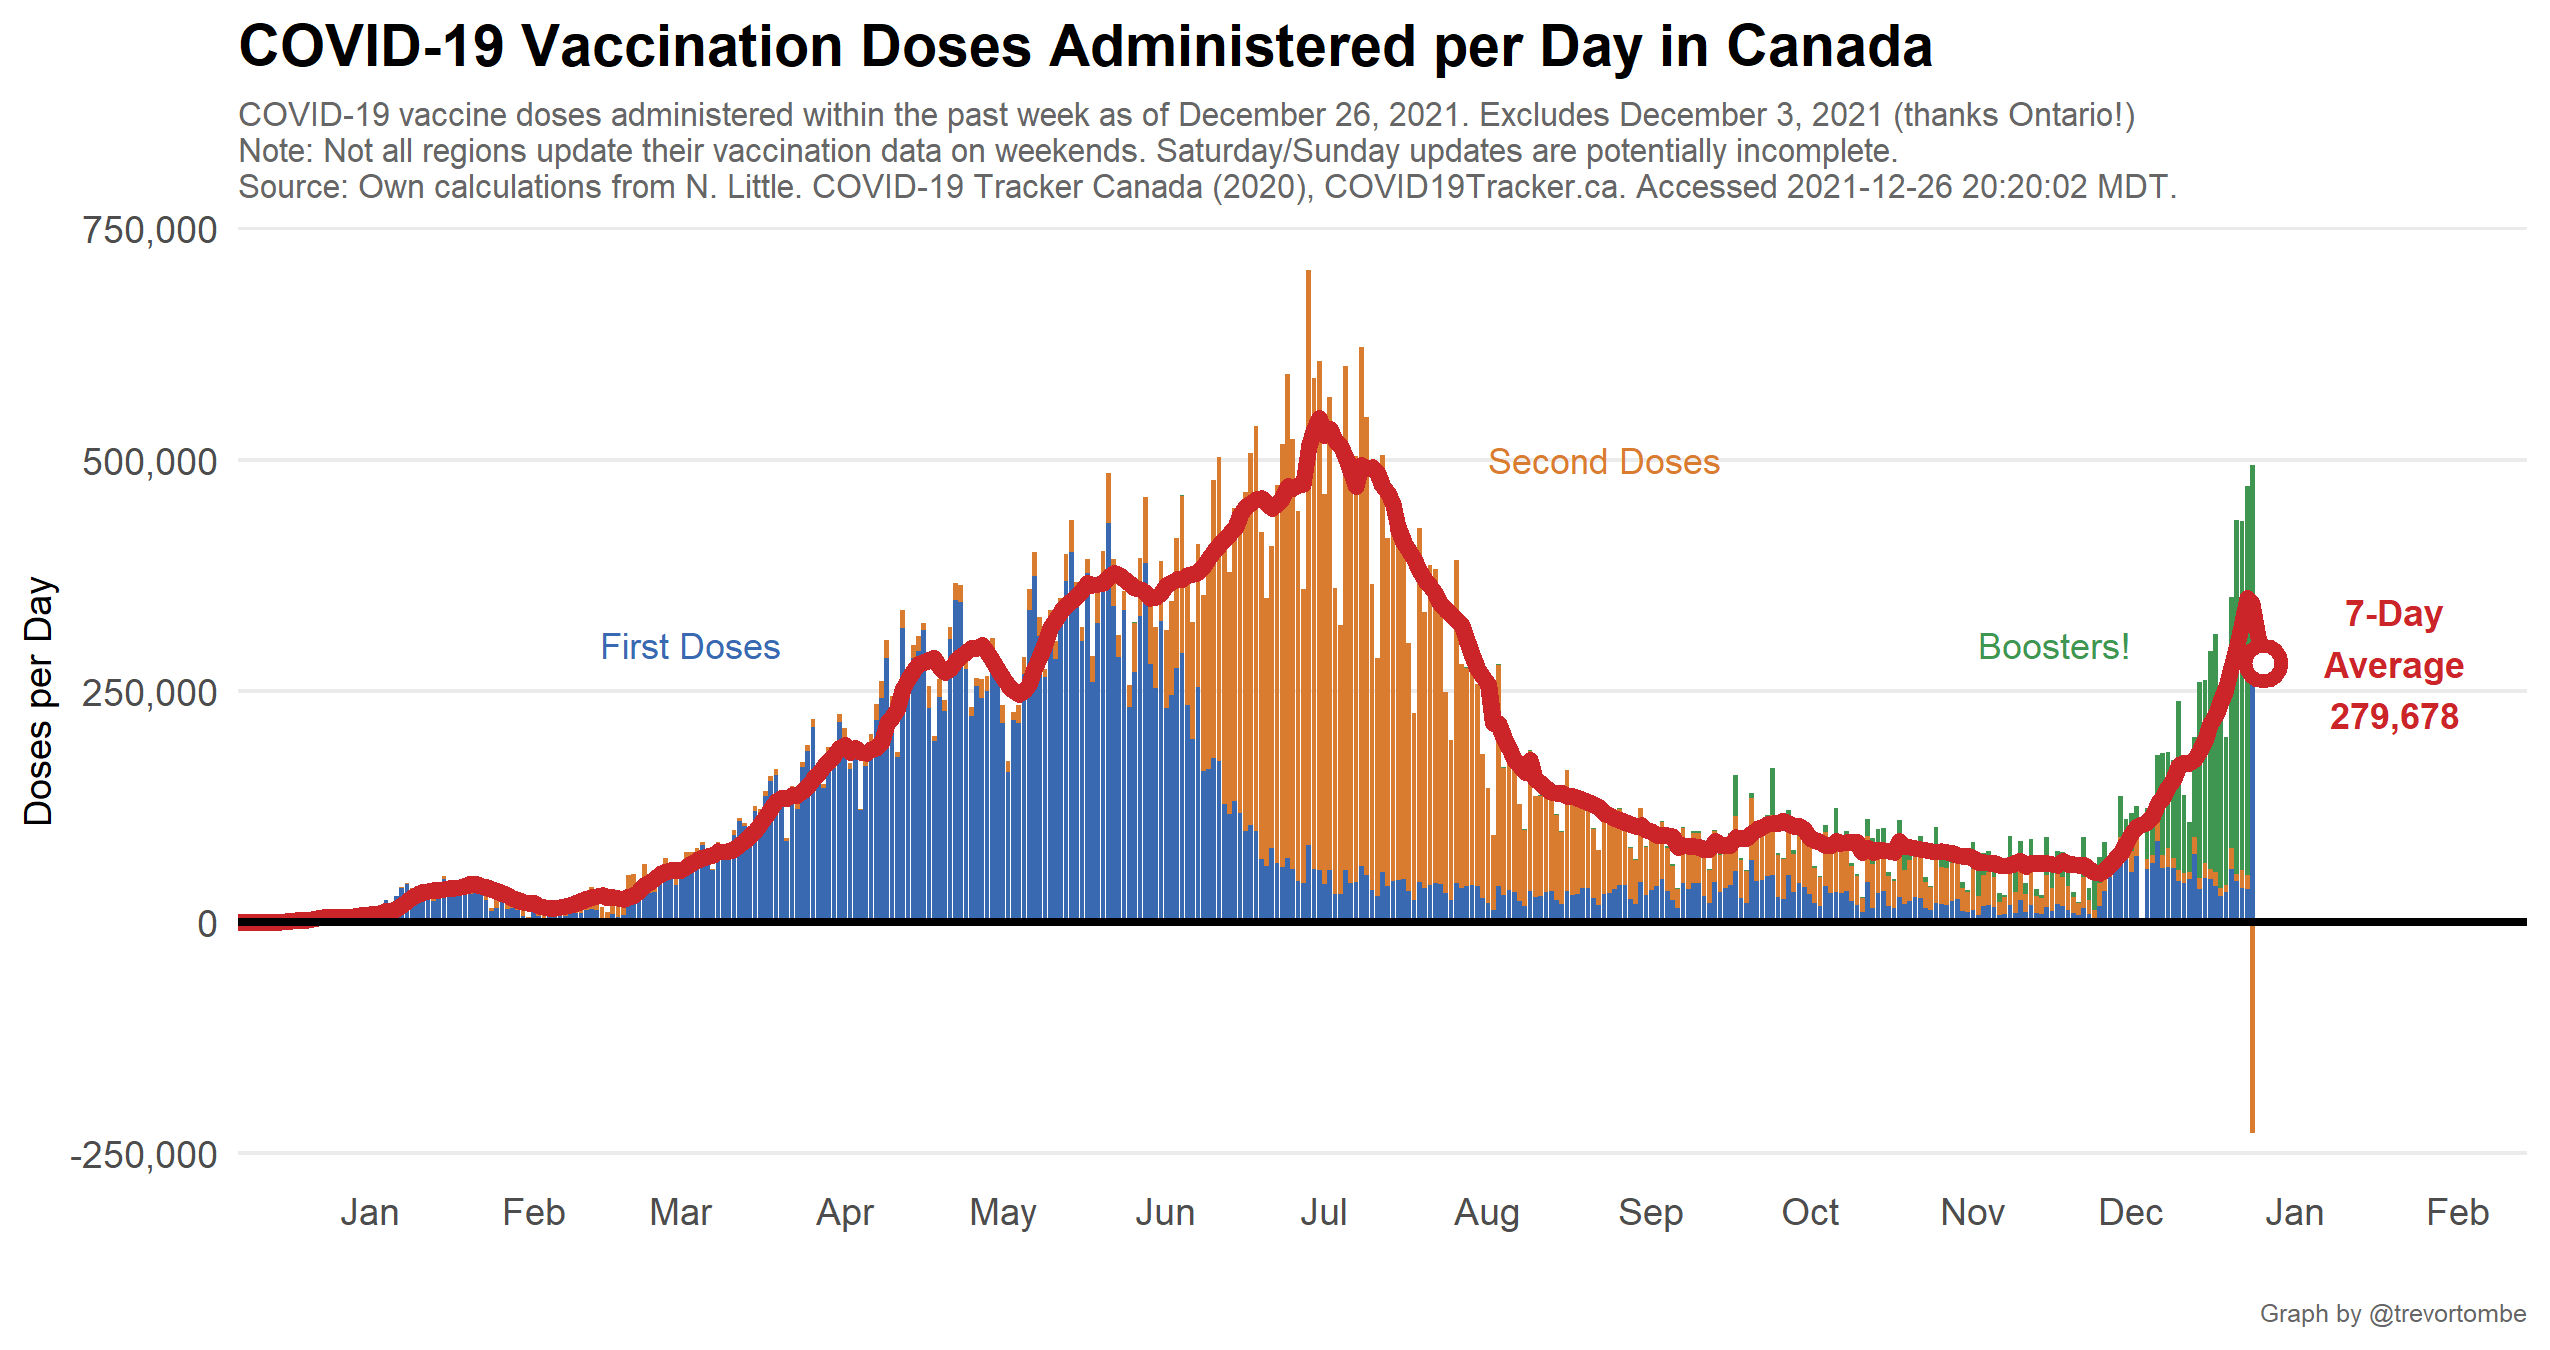 COVID-19 Vaccination Doses Administered per Day in Canada
COVID-19 vaccine doses administered within the past week as of December 26, 2021. Excludes December 3, 2021 (thanks Ontario!)
Note: Not all regions update their vaccination data on weekends. Saturday/Sunday updates are potentially incomplete.
Source: Own calculations from N. Little. COVID-19 Tracker Canada (2020), COVID19Tracker.ca. Accessed 2021-12-26 20:20:02 MDT.
750,000
500,000
250,000
0
-250,000
Doses per Day
First Doses
Second Doses
Boosters!
7-Day
Average
279,678
Jan Feb Mar Apr May Jun Jul Aug Sep Oct Nov Dec Jan Feb
Graph by @trevortombe